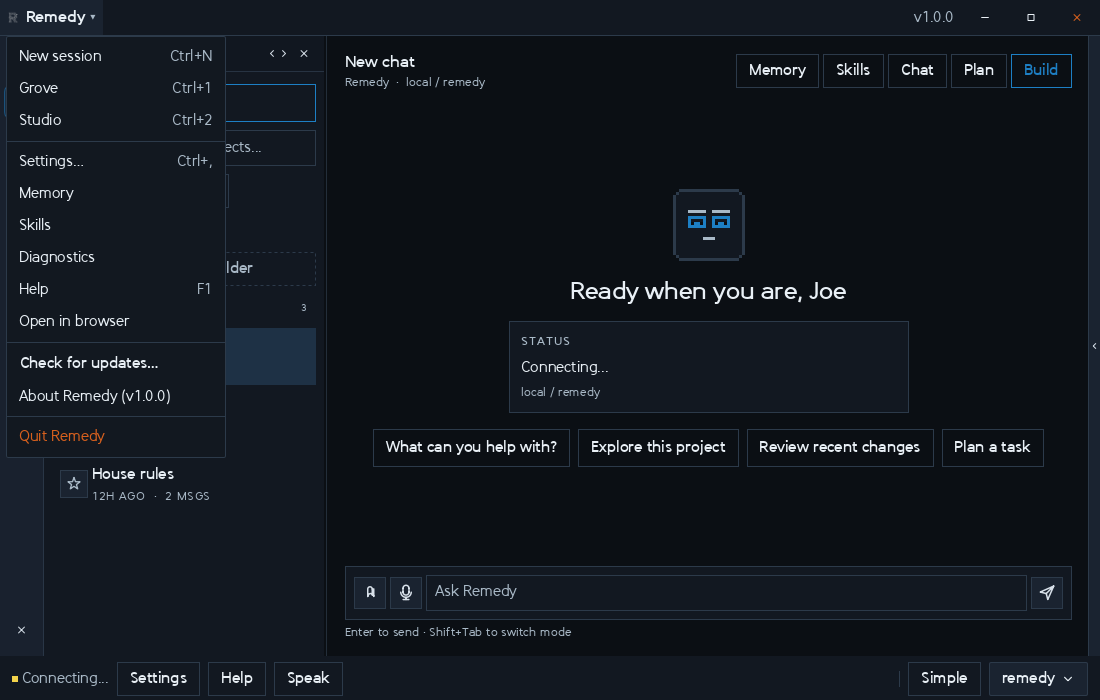 Remedy
v1.0.0
New session Ctrl+N
Grove Ctrl+1
Studio Ctrl+2
Settings... Ctrl+,
Memory
Skills
Diagnostics
Help F1
Open in browser
Check for updates...
About Remedy (v1.0.0)
Quit Remedy
ects...
lder
3
House rules
12H AGO · 2 MSGS
New chat
Remedy · local / remedy
Memory Skills Chat Plan Build
Ready when you are, Joe
STATUS
Connecting...
local / remedy
What can you help with? Explore this project Review recent changes Plan a task
Ask Remedy
Enter to send · Shift+Tab to switch mode
Connecting... Settings Help Speak Simple remedy